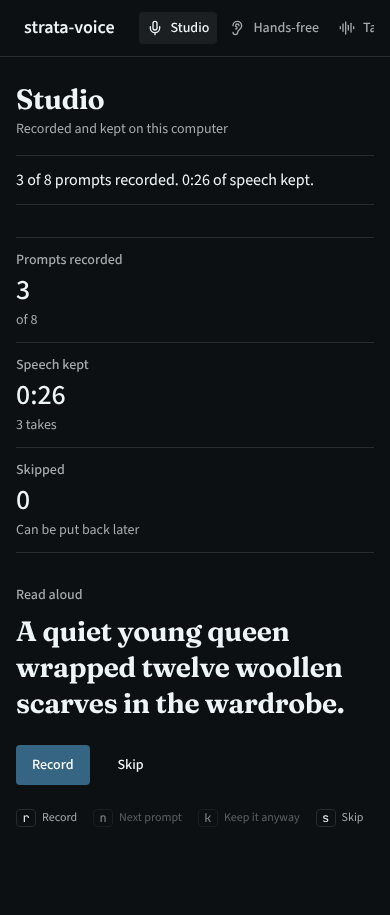 strata-voice Studio Hands-free Ta
Studio
Recorded and kept on this computer
3 of 8 prompts recorded. 0:26 of speech kept.
Prompts recorded
3
of 8
Speech kept
0:26
3 takes
Skipped
0
Can be put back later
Read aloud
A quiet young queen
wrapped twelve woollen
scarves in the wardrobe.
Record Skip
r Record n Next prompt k Keep it anyway s Skip